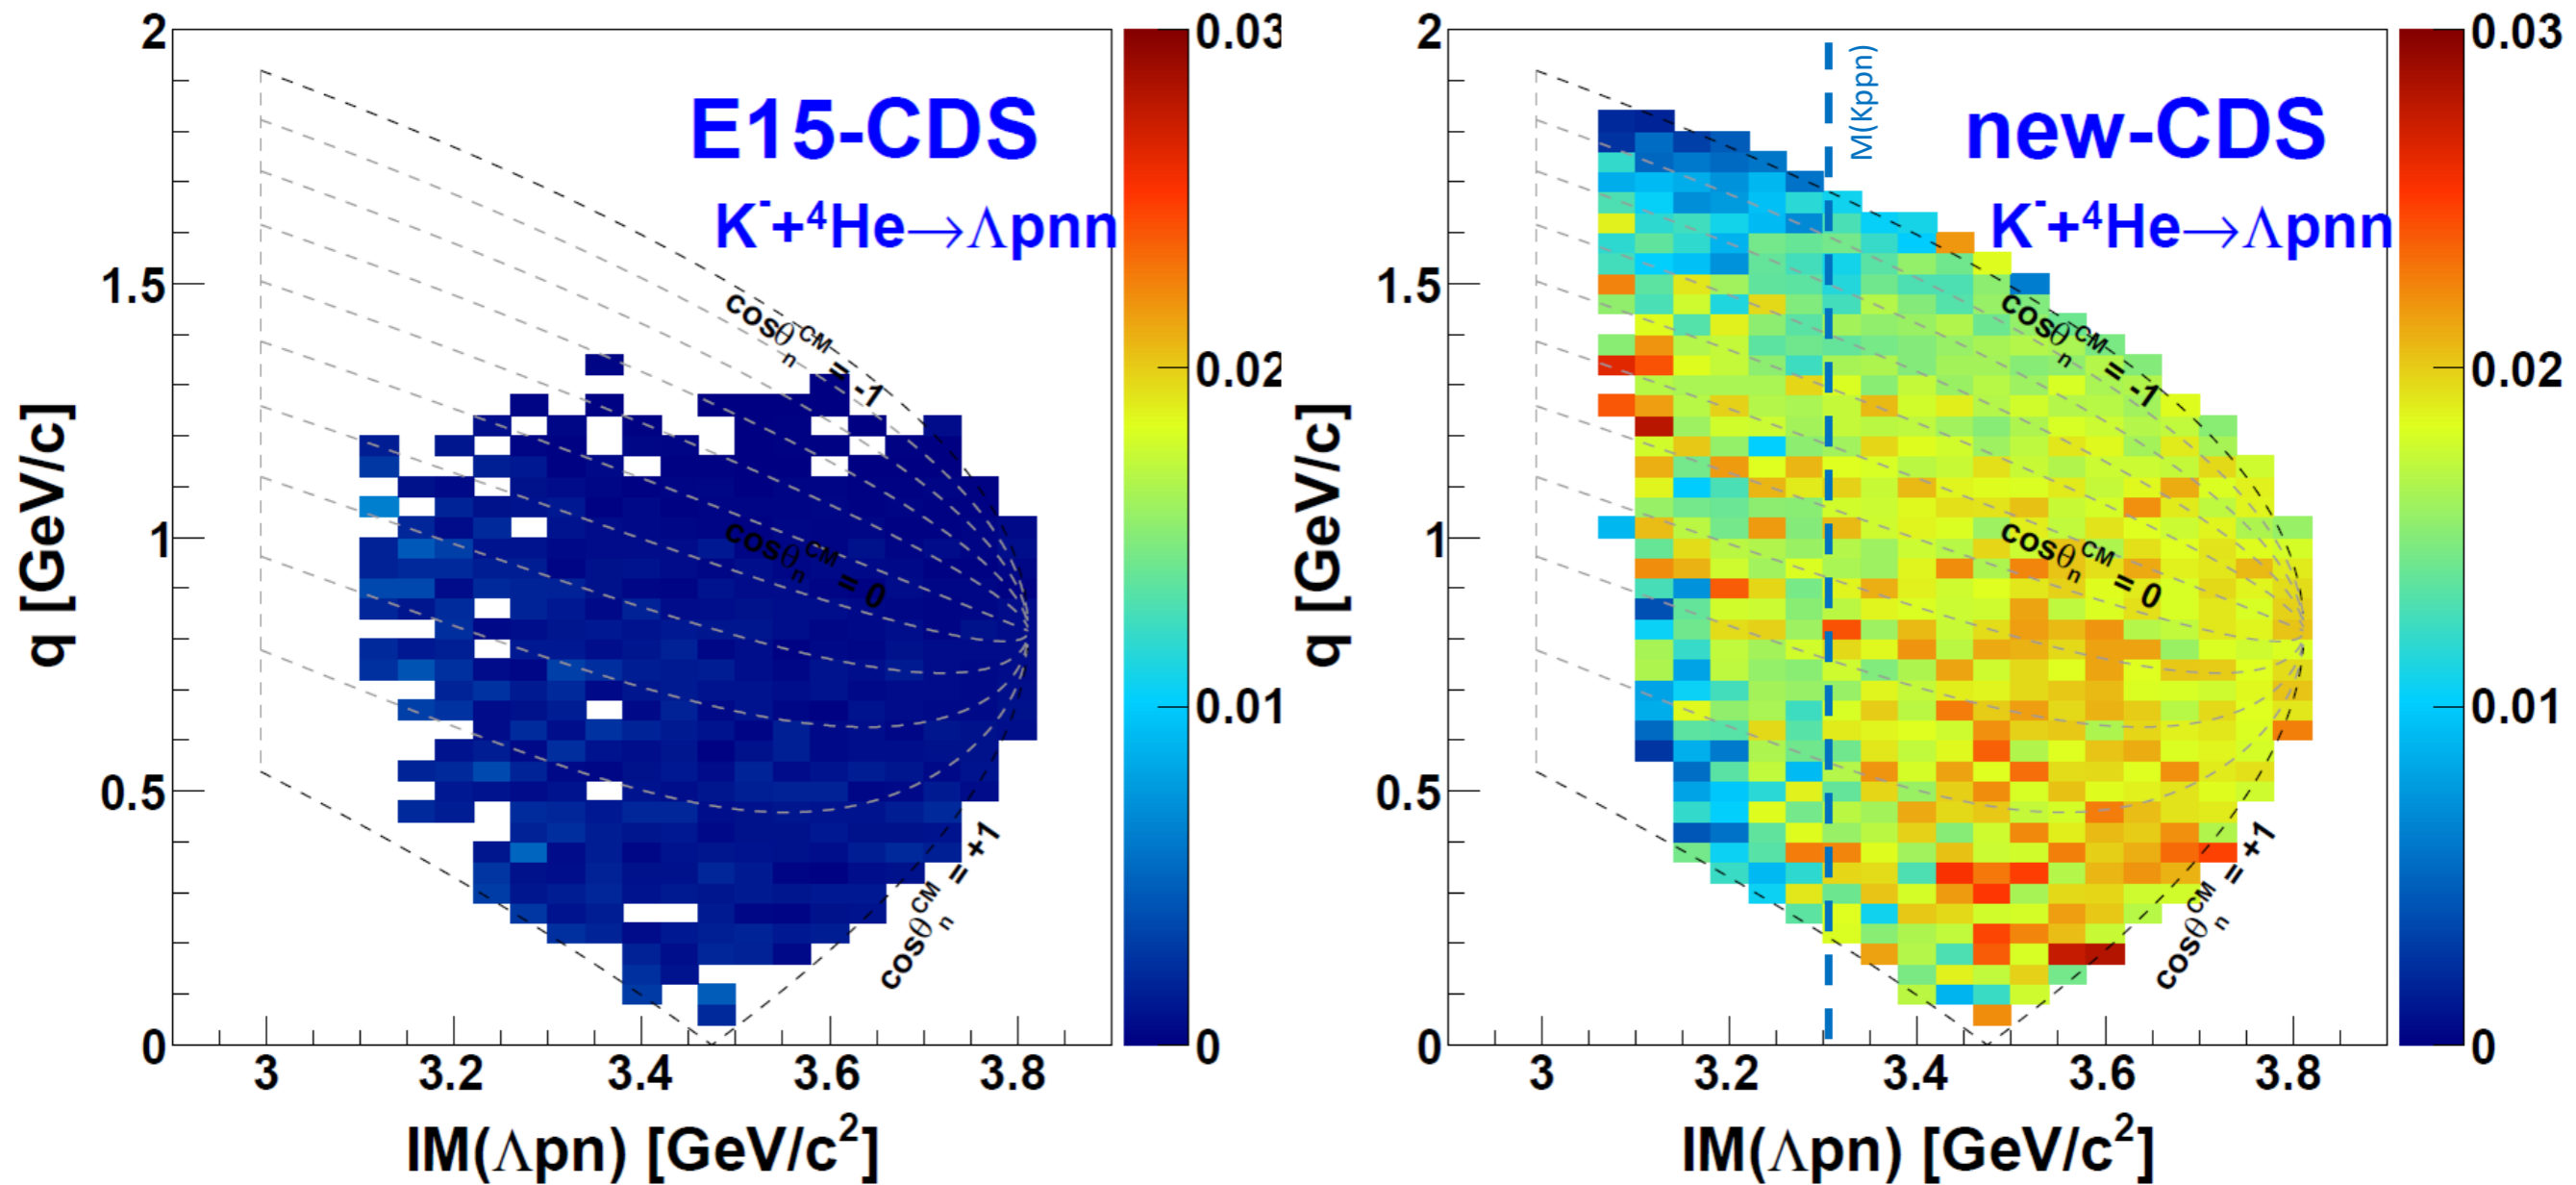 E15-CDS
K⁻+⁴He→Λpnn
cosθₙᶜᴹ = -1
cosθₙᶜᴹ = 0
cosθₙᶜᴹ = +1
q [GeV/c]
2
1.5
1
0.5
0
3 3.2 3.4 3.6 3.8
IM(Λpn) [GeV/c²]
0.03
0.02
0.01
0
M(Kppn)
new-CDS
K⁻+⁴He→Λpnn
cosθₙᶜᴹ = -1
cosθₙᶜᴹ = 0
cosθₙᶜᴹ = +1
q [GeV/c]
2
1.5
1
0.5
0
3 3.2 3.4 3.6 3.8
IM(Λpn) [GeV/c²]
0.03
0.02
0.01
0